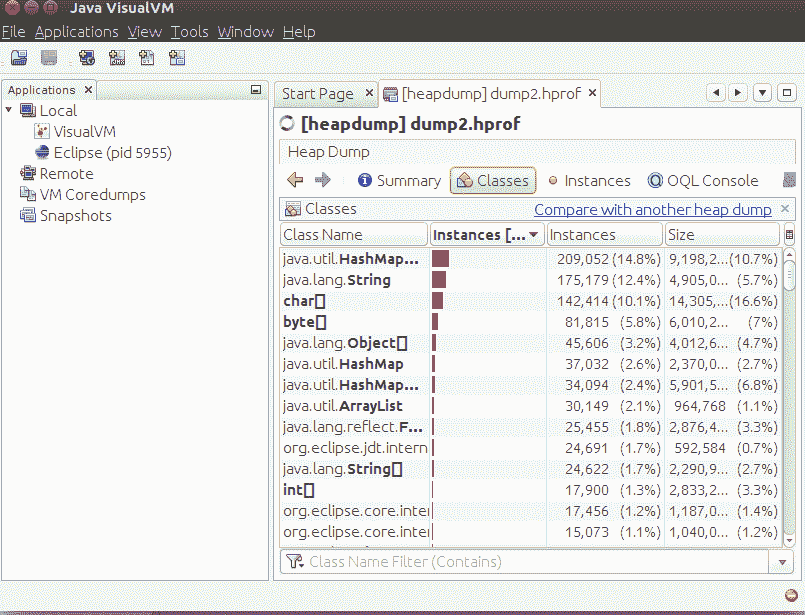 Java VisualVM
File Applications View Tools Window Help
Applications
Local
VisualVM
Eclipse (pid 5955)
Remote
VM Coredumps
Snapshots
Start Page [heapdump] dump2.hprof
[heapdump] dump2.hprof
Heap Dump
Summary Classes Instances OQL Console
Classes Compare with another heap dump
Class Name Instances [... Instances Size
java.util.HashMap... 209,052 (14.8%) 9,198,2... (10.7%)
java.lang.String 175,179 (12.4%) 4,905,0... (5.7%)
char[] 142,414 (10.1%) 14,305,... (16.6%)
byte[] 81,815 (5.8%) 6,010,2... (7%)
java.lang.Object[] 45,606 (3.2%) 4,012,6... (4.7%)
java.util.HashMap 37,032 (2.6%) 2,370,0... (2.7%)
java.util.HashMap... 34,094 (2.4%) 5,901,5... (6.8%)
java.util.ArrayList 30,149 (2.1%) 964,768 (1.1%)
java.lang.reflect.F... 25,455 (1.8%) 2,876,4... (3.3%)
org.eclipse.jdt.intern 24,691 (1.7%) 592,584 (0.7%)
java.lang.String[] 24,622 (1.7%) 2,290,9... (2.7%)
int[] 17,900 (1.3%) 2,833,2... (3.3%)
org.eclipse.core.inter 17,456 (1.2%) 1,187,0... (1.4%)
org.eclipse.core.inter 15,073 (1.1%) 1,040,0... (1.2%)
Class Name Filter (Contains)